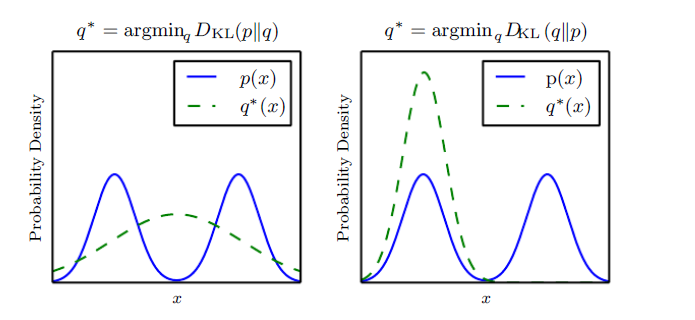 q* = argmin_q D_KL(p‖q)
p(x)
q*(x)
Probability Density
x
q* = argmin_q D_KL (q‖p)
p(x)
q*(x)
Probability Density
x